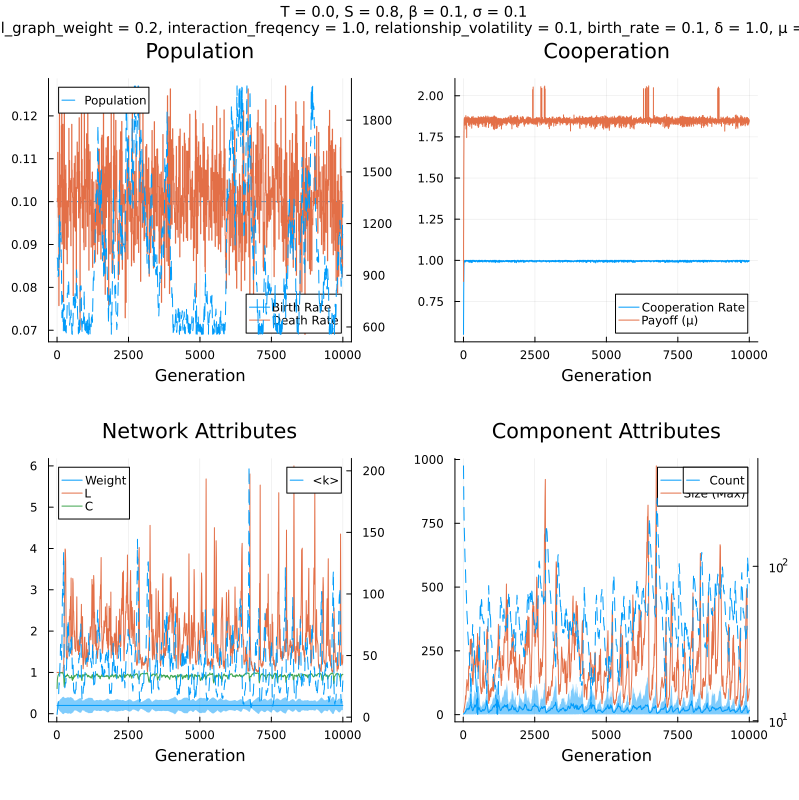 T = 0.0, S = 0.8, β = 0.1, σ = 0.1
l_graph_weight = 0.2, interaction_freqency = 1.0, relationship_volatility = 0.1, birth_rate = 0.1, δ = 1.0, μ =
Population
Cooperation
Population
0.12
0.11
0.10
0.09
0.08
0.07
1800
1500
1200
900
600
Birth Rate
Death Rate
0
2500
5000
7500
10000
Generation
2.00
1.75
1.50
1.25
1.00
0.75
Cooperation Rate
Payoff (μ)
0
2500
5000
7500
10000
Generation
Network Attributes
Component Attributes
Weight
L
C
<k>
6
5
4
3
2
1
0
200
150
100
50
0
0
2500
5000
7500
10000
Generation
Count
Size (Max)
1000
750
500
250
0
10²
10¹
0
2500
5000
7500
10000
Generation